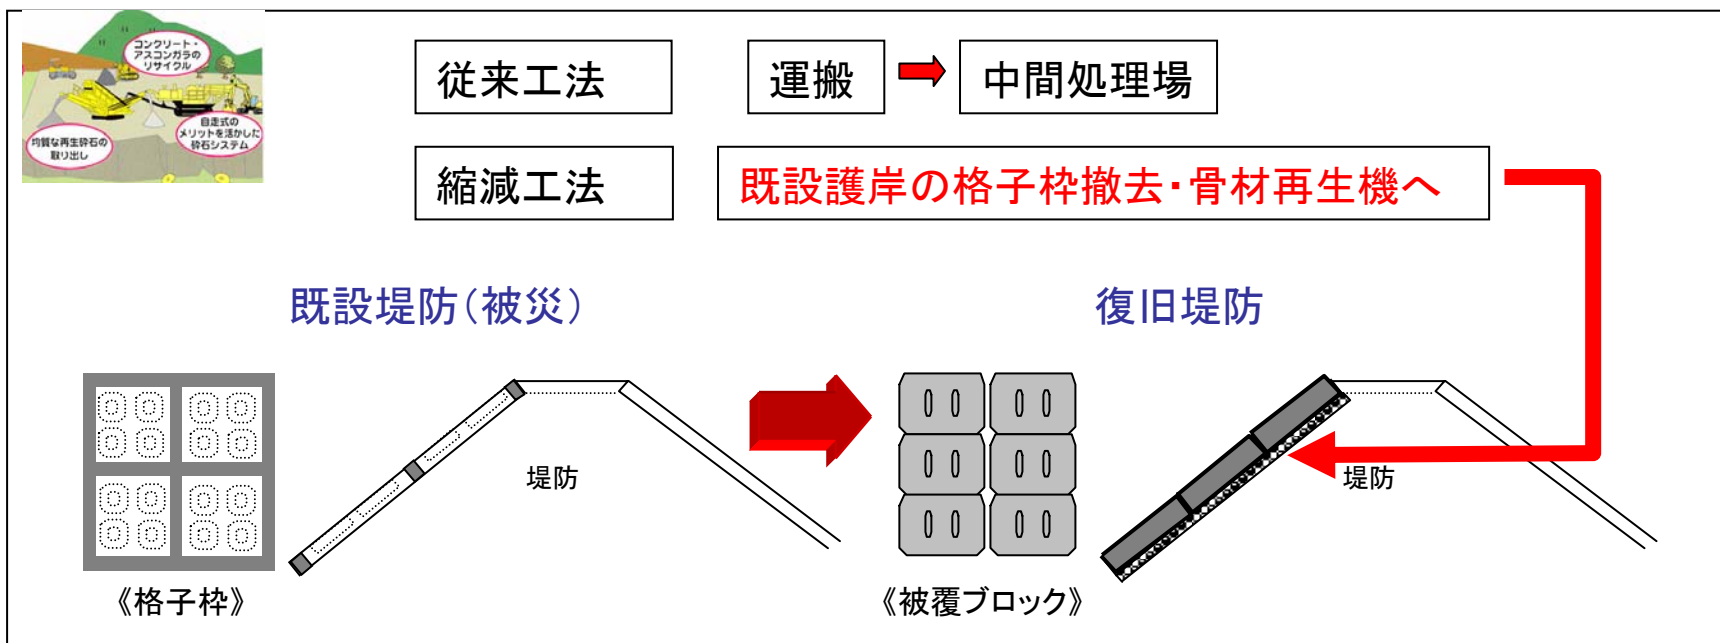 コンクリート・
アスコンガラの
リサイクル
自走式の
メリットを活かした
砕石システム
均質な再生砕石の
取り出し
従来工法
運搬
中間処理場
縮減工法
既設護岸の格子枠撤去・骨材再生機へ
既設堤防(被災)
復旧堤防
堤防
堤防
《格子枠》
《被覆ブロック》